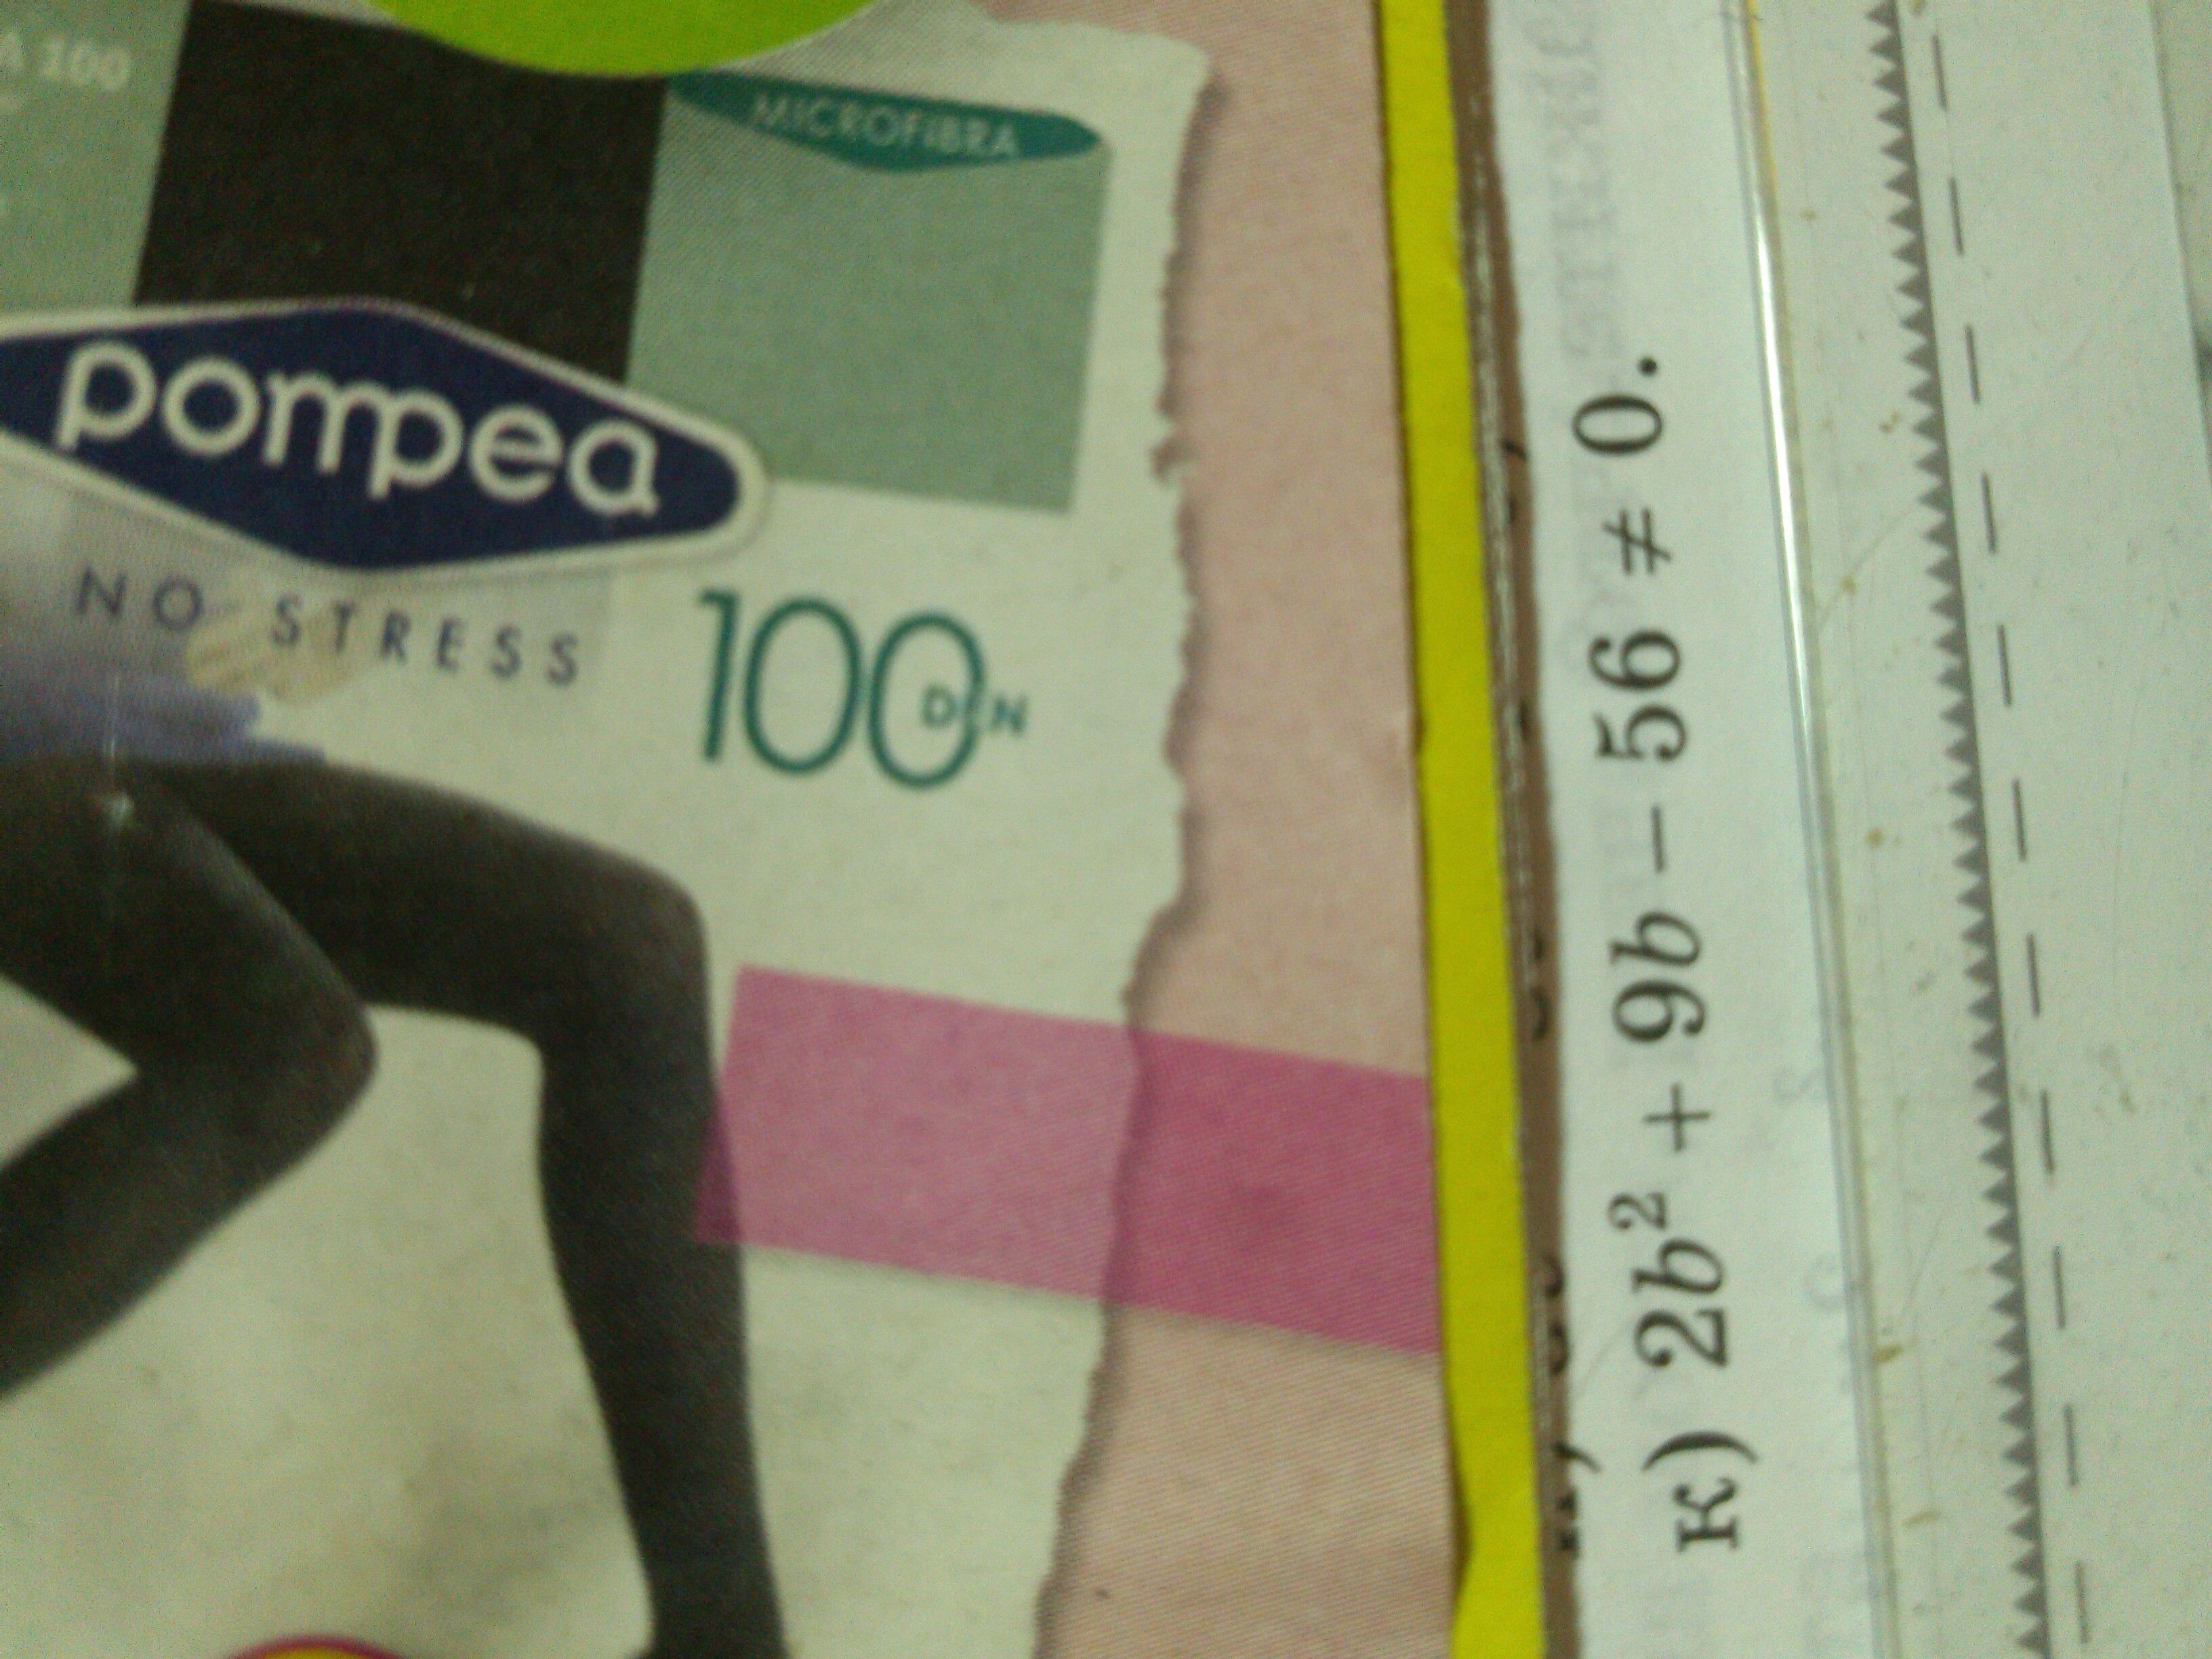 MICROFIBRA
pompea
NO STRESS
100 DEN
к) 2b² + 9b − 56 ≠ 0.